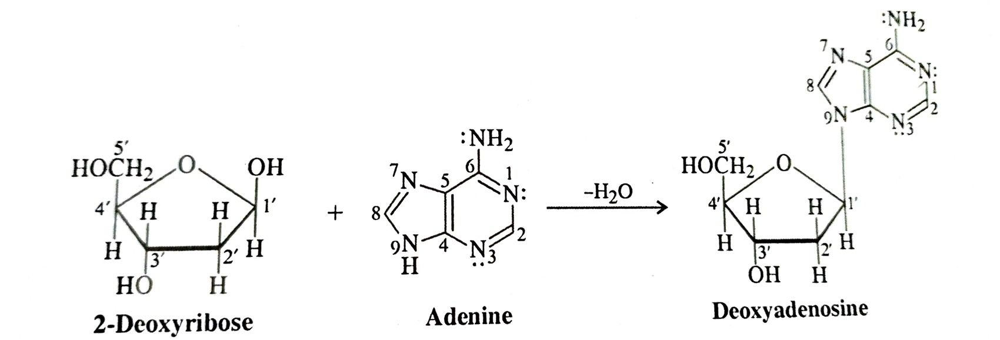 :NH2
6
7 N 5 N:
8 1
9N 4 N3 2
5′
HOCH2 O OH
4′ H H 1′
H 3′ 2′ H
HO H
2-Deoxyribose
+
:NH2
6
7 N 5 1 N:
8 2
9N 4 N3
H
Adenine
–H2O
5′
HOCH2 O
4′ H H 1′
H 3′ 2′ H
OH H
Deoxyadenosine